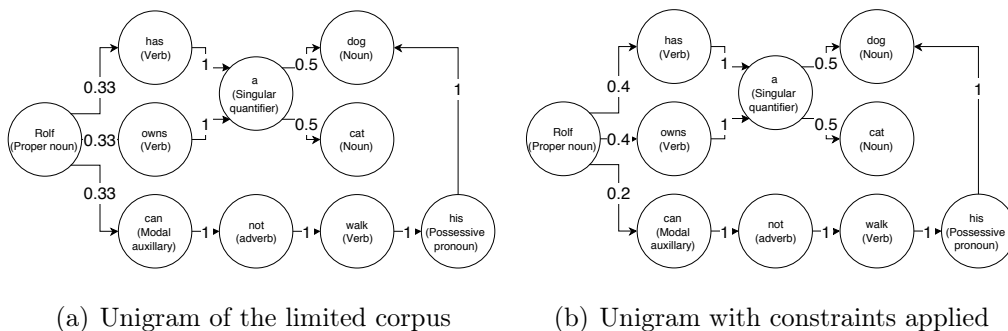 has
(Verb)
dog
(Noun)
1
0.5
a
(Singular
quantifier)
0.33
1
Rolf
(Proper noun)
0.33
owns
(Verb)
1
0.5
cat
(Noun)
0.33
can
(Modal
auxillary)
1
not
(adverb)
1
walk
(Verb)
1
his
(Possessive
pronoun)
(a) Unigram of the limited corpus
has
(Verb)
dog
(Noun)
1
0.5
a
(Singular
quantifier)
0.4
1
Rolf
(Proper noun)
0.4
owns
(Verb)
1
0.5
cat
(Noun)
0.2
can
(Modal
auxillary)
1
not
(adverb)
1
walk
(Verb)
1
his
(Possessive
pronoun)
(b) Unigram with constraints applied